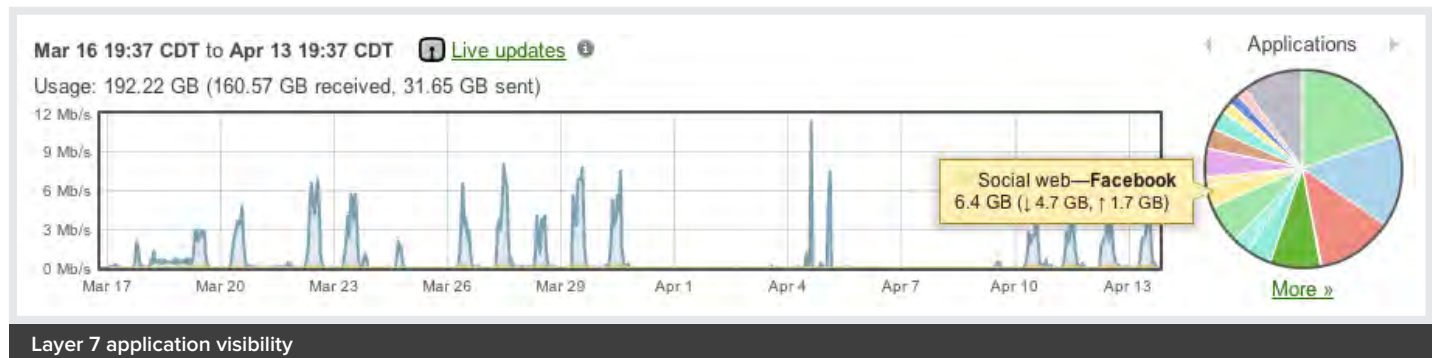 Mar 16 19:37 CDT to Apr 13 19:37 CDT Live updates
Usage: 192.22 GB (160.57 GB received, 31.65 GB sent)
Applications
12 Mb/s
9 Mb/s
6 Mb/s
3 Mb/s
0 Mb/s
Social web—Facebook
6.4 GB (↓ 4.7 GB, ↑ 1.7 GB)
Mar 17 Mar 20 Mar 23 Mar 26 Mar 29 Apr 1 Apr 4 Apr 7 Apr 10 Apr 13
More »
Layer 7 application visibility